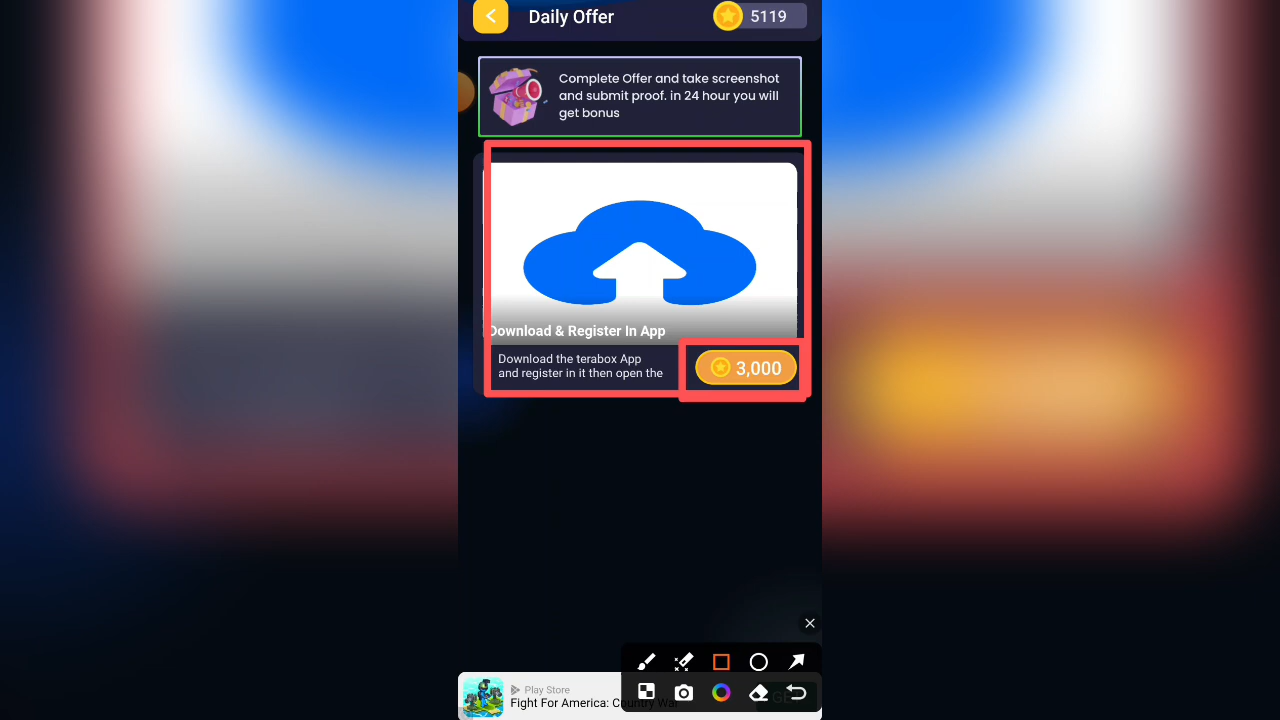 Daily Offer
5119
Complete Offer and take screenshot
and submit proof. in 24 hour you will
get bonus
Download & Register In App
Download the terabox App
and register in it then open the
3,000
Play Store
Fight For America: Country War